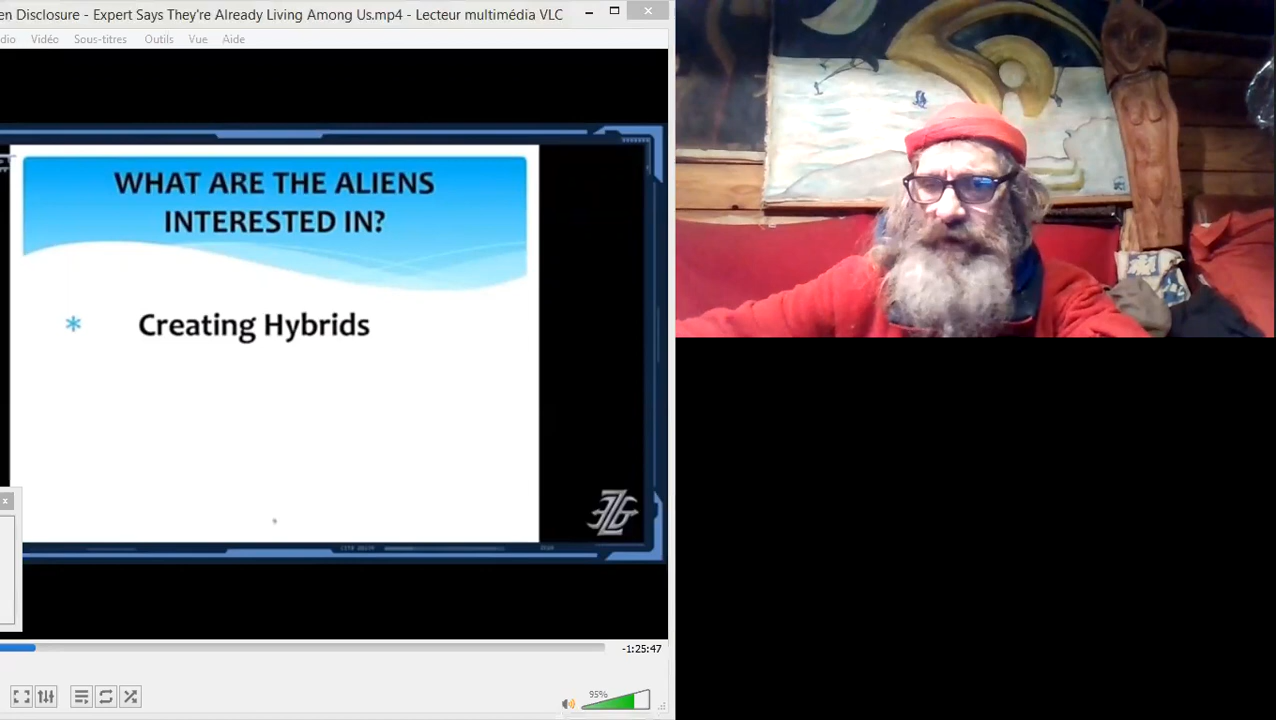 en Disclosure - Expert Says They're Already Living Among Us.mp4 - Lecteur multimédia VLC
dio Vidéo Sous-titres Outils Vue Aide
WHAT ARE THE ALIENS
INTERESTED IN?
* Creating Hybrids
-1:25:47
95%